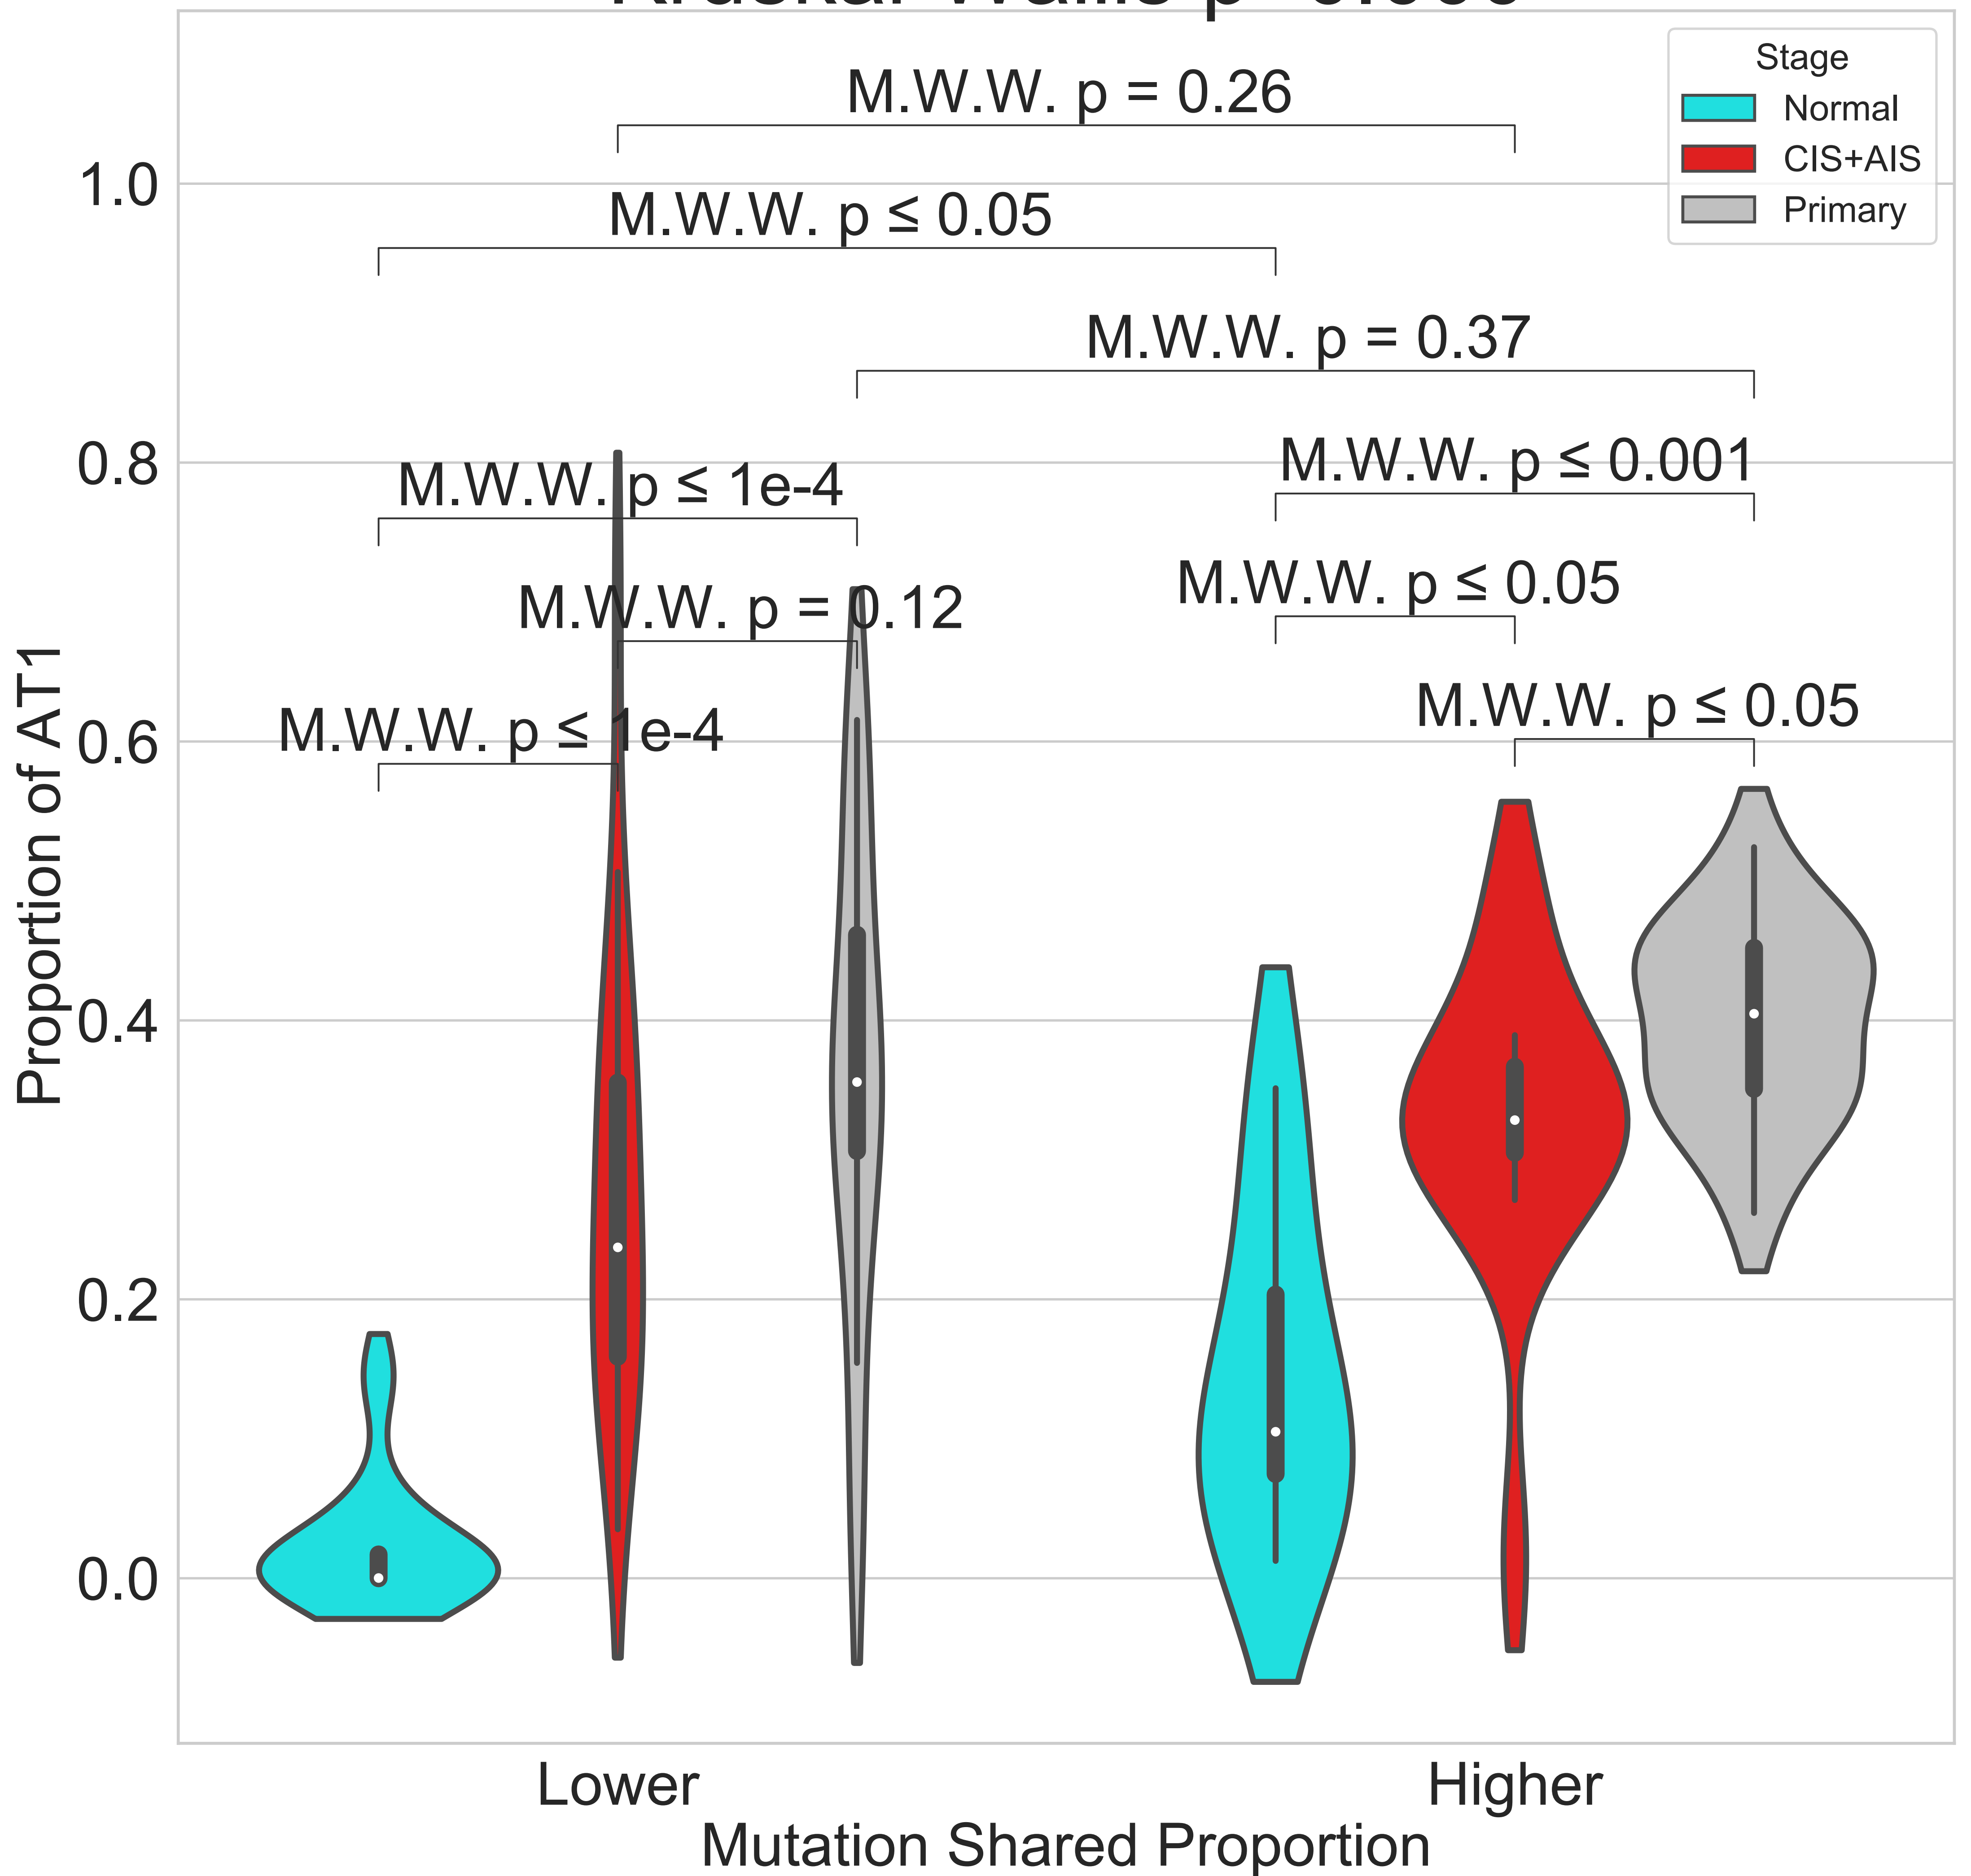 Stage
Normal
CIS+AIS
Primary
M.W.W. p = 0.26
M.W.W. p ≤ 0.05
M.W.W. p = 0.37
M.W.W. p ≤ 0.001
M.W.W. p ≤ 1e-4
M.W.W. p = 0.12
M.W.W. p ≤ 0.05
M.W.W. p ≤ 0.05
M.W.W. p ≤ 1e-4
1.0
0.8
0.6
0.4
0.2
0.0
Proportion of AT1
Lower
Higher
Mutation Shared Proportion